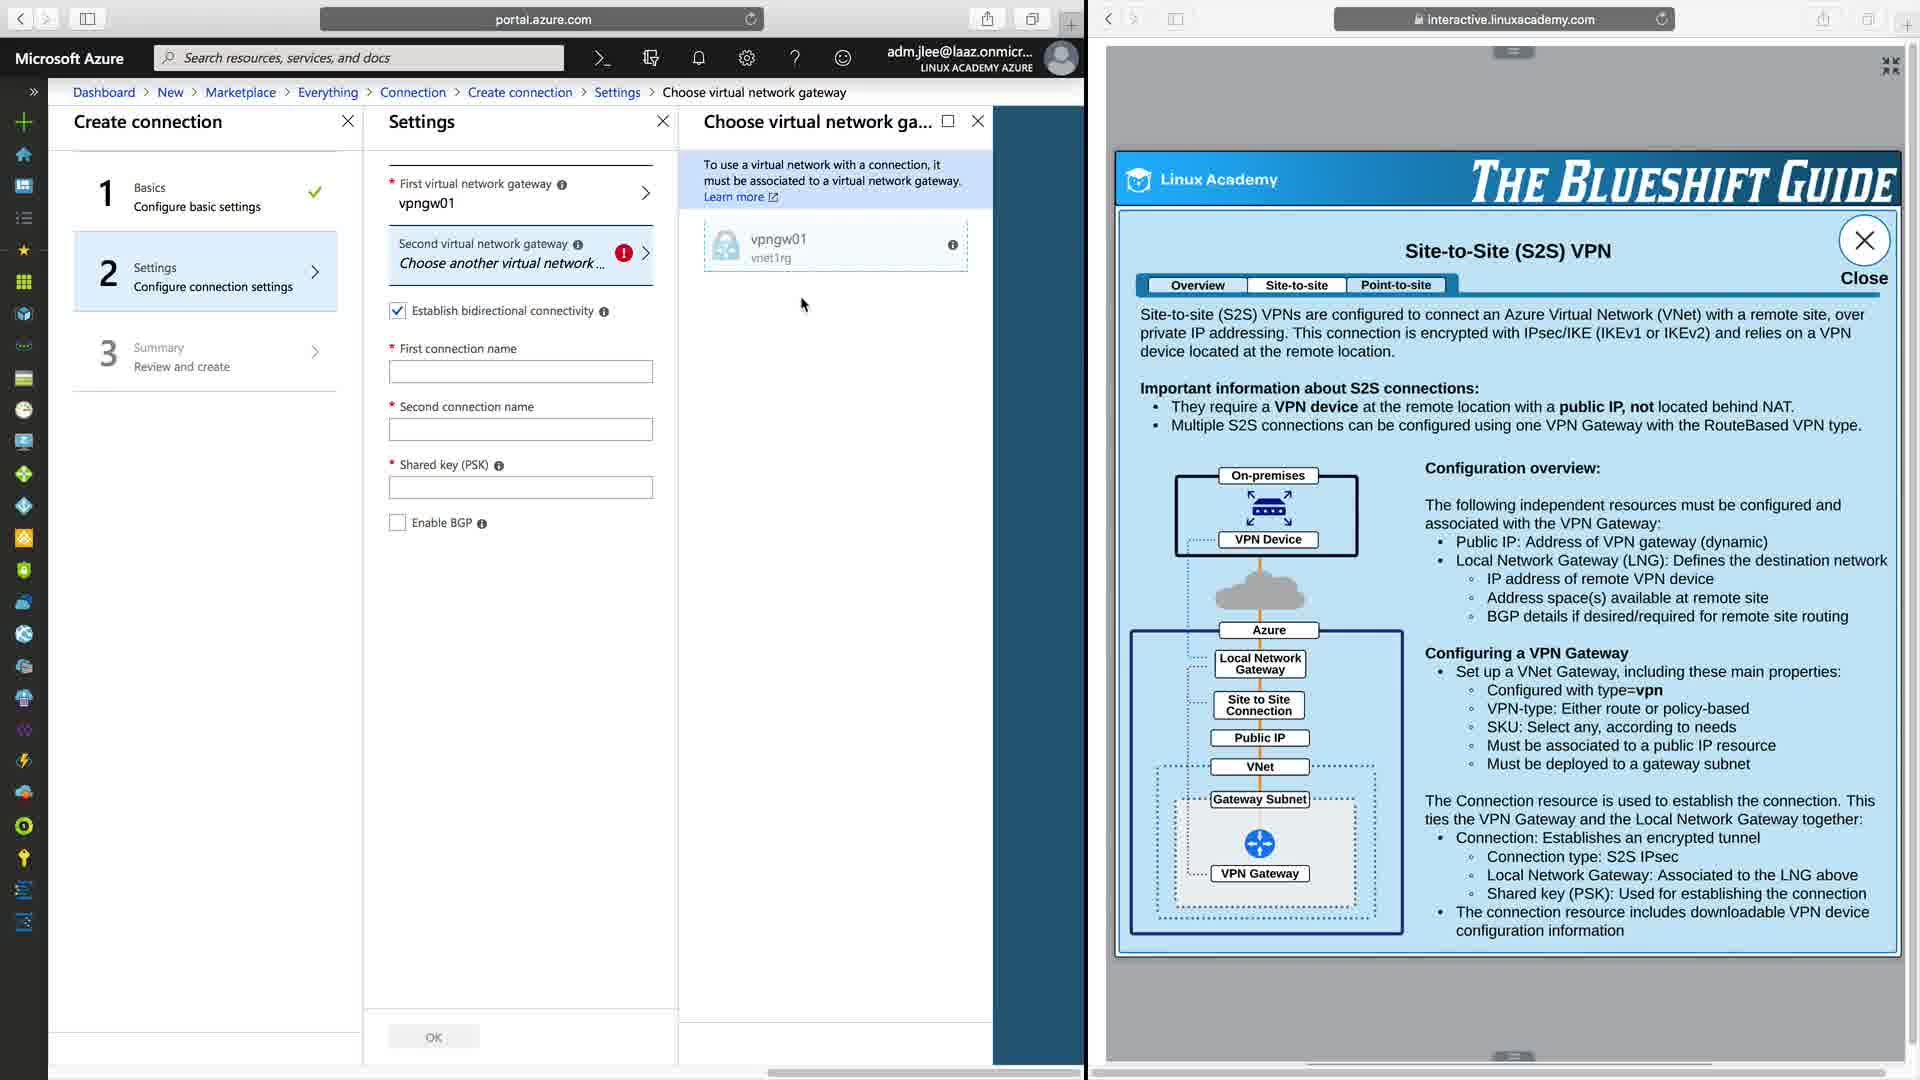 portal.azure.com
Microsoft Azure
Search resources, services, and docs
adm.jlee@laaz.onmicr...
LINUX ACADEMY AZURE
Dashboard > New > Marketplace > Everything > Connection > Create connection > Settings > Choose virtual network gateway
Create connection
1
Basics
Configure basic settings
2
Settings
Configure connection settings
3
Summary
Review and create
Settings
* First virtual network gateway
vpngw01
Second virtual network gateway
Choose another virtual network ...
Establish bidirectional connectivity
* First connection name
* Second connection name
* Shared key (PSK)
Enable BGP
OK
Choose virtual network ga...
To use a virtual network with a connection, it
must be associated to a virtual network gateway.
Learn more
vpngw01
vnet1rg
interactive.linuxacademy.com
Linux Academy
THE BLUESHIFT GUIDE
Site-to-Site (S2S) VPN
Close
Overview
Site-to-site
Point-to-site
Site-to-site (S2S) VPNs are configured to connect an Azure Virtual Network (VNet) with a remote site, over
private IP addressing. This connection is encrypted with IPsec/IKE (IKEv1 or IKEv2) and relies on a VPN
device located at the remote location.
Important information about S2S connections:
• They require a VPN device at the remote location with a public IP, not located behind NAT.
• Multiple S2S connections can be configured using one VPN Gateway with the RouteBased VPN type.
On-premises
VPN Device
Azure
Local Network
Gateway
Site to Site
Connection
Public IP
VNet
Gateway Subnet
VPN Gateway
Configuration overview:
The following independent resources must be configured and
associated with the VPN Gateway:
• Public IP: Address of VPN gateway (dynamic)
• Local Network Gateway (LNG): Defines the destination network
◦ IP address of remote VPN device
◦ Address space(s) available at remote site
◦ BGP details if desired/required for remote site routing
Configuring a VPN Gateway
• Set up a VNet Gateway, including these main properties:
◦ Configured with type=vpn
◦ VPN-type: Either route or policy-based
◦ SKU: Select any, according to needs
◦ Must be associated to a public IP resource
◦ Must be deployed to a gateway subnet
The Connection resource is used to establish the connection. This
ties the VPN Gateway and the Local Network Gateway together:
• Connection: Establishes an encrypted tunnel
◦ Connection type: S2S IPsec
◦ Local Network Gateway: Associated to the LNG above
◦ Shared key (PSK): Used for establishing the connection
• The connection resource includes downloadable VPN device
configuration information